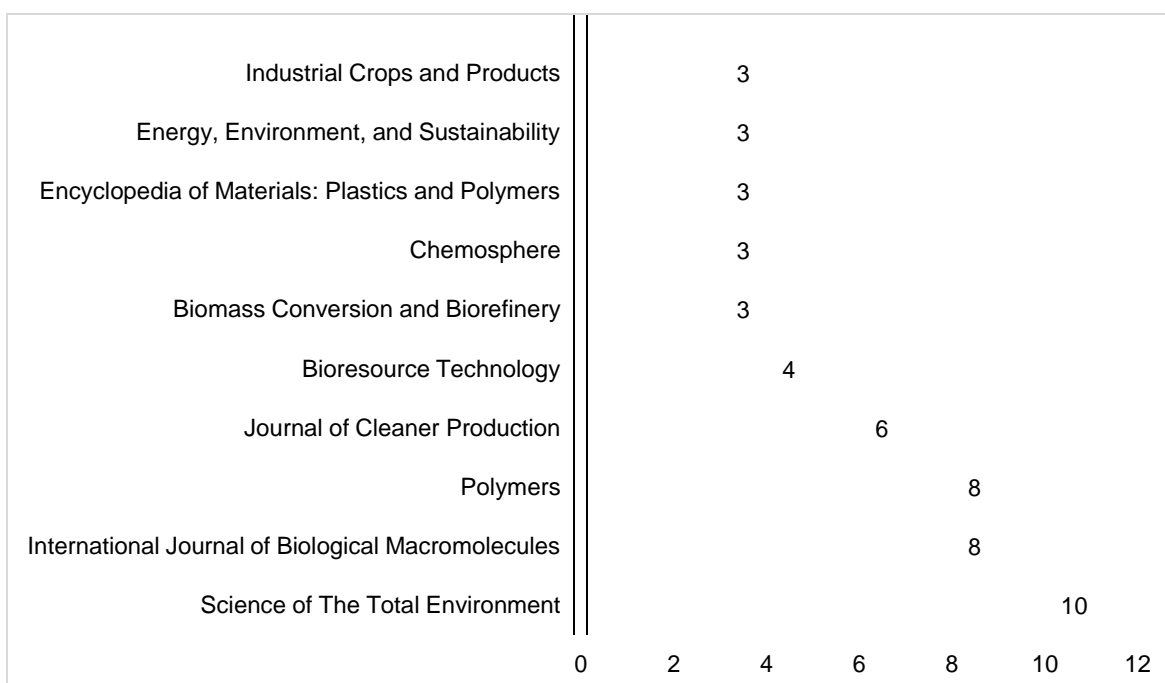 Industrial Crops and Products 3
Energy, Environment, and Sustainability 3
Encyclopedia of Materials: Plastics and Polymers 3
Chemosphere 3
Biomass Conversion and Biorefinery 3
Bioresource Technology 4
Journal of Cleaner Production 6
Polymers 8
International Journal of Biological Macromolecules 8
Science of The Total Environment 10
0 2 4 6 8 10 12